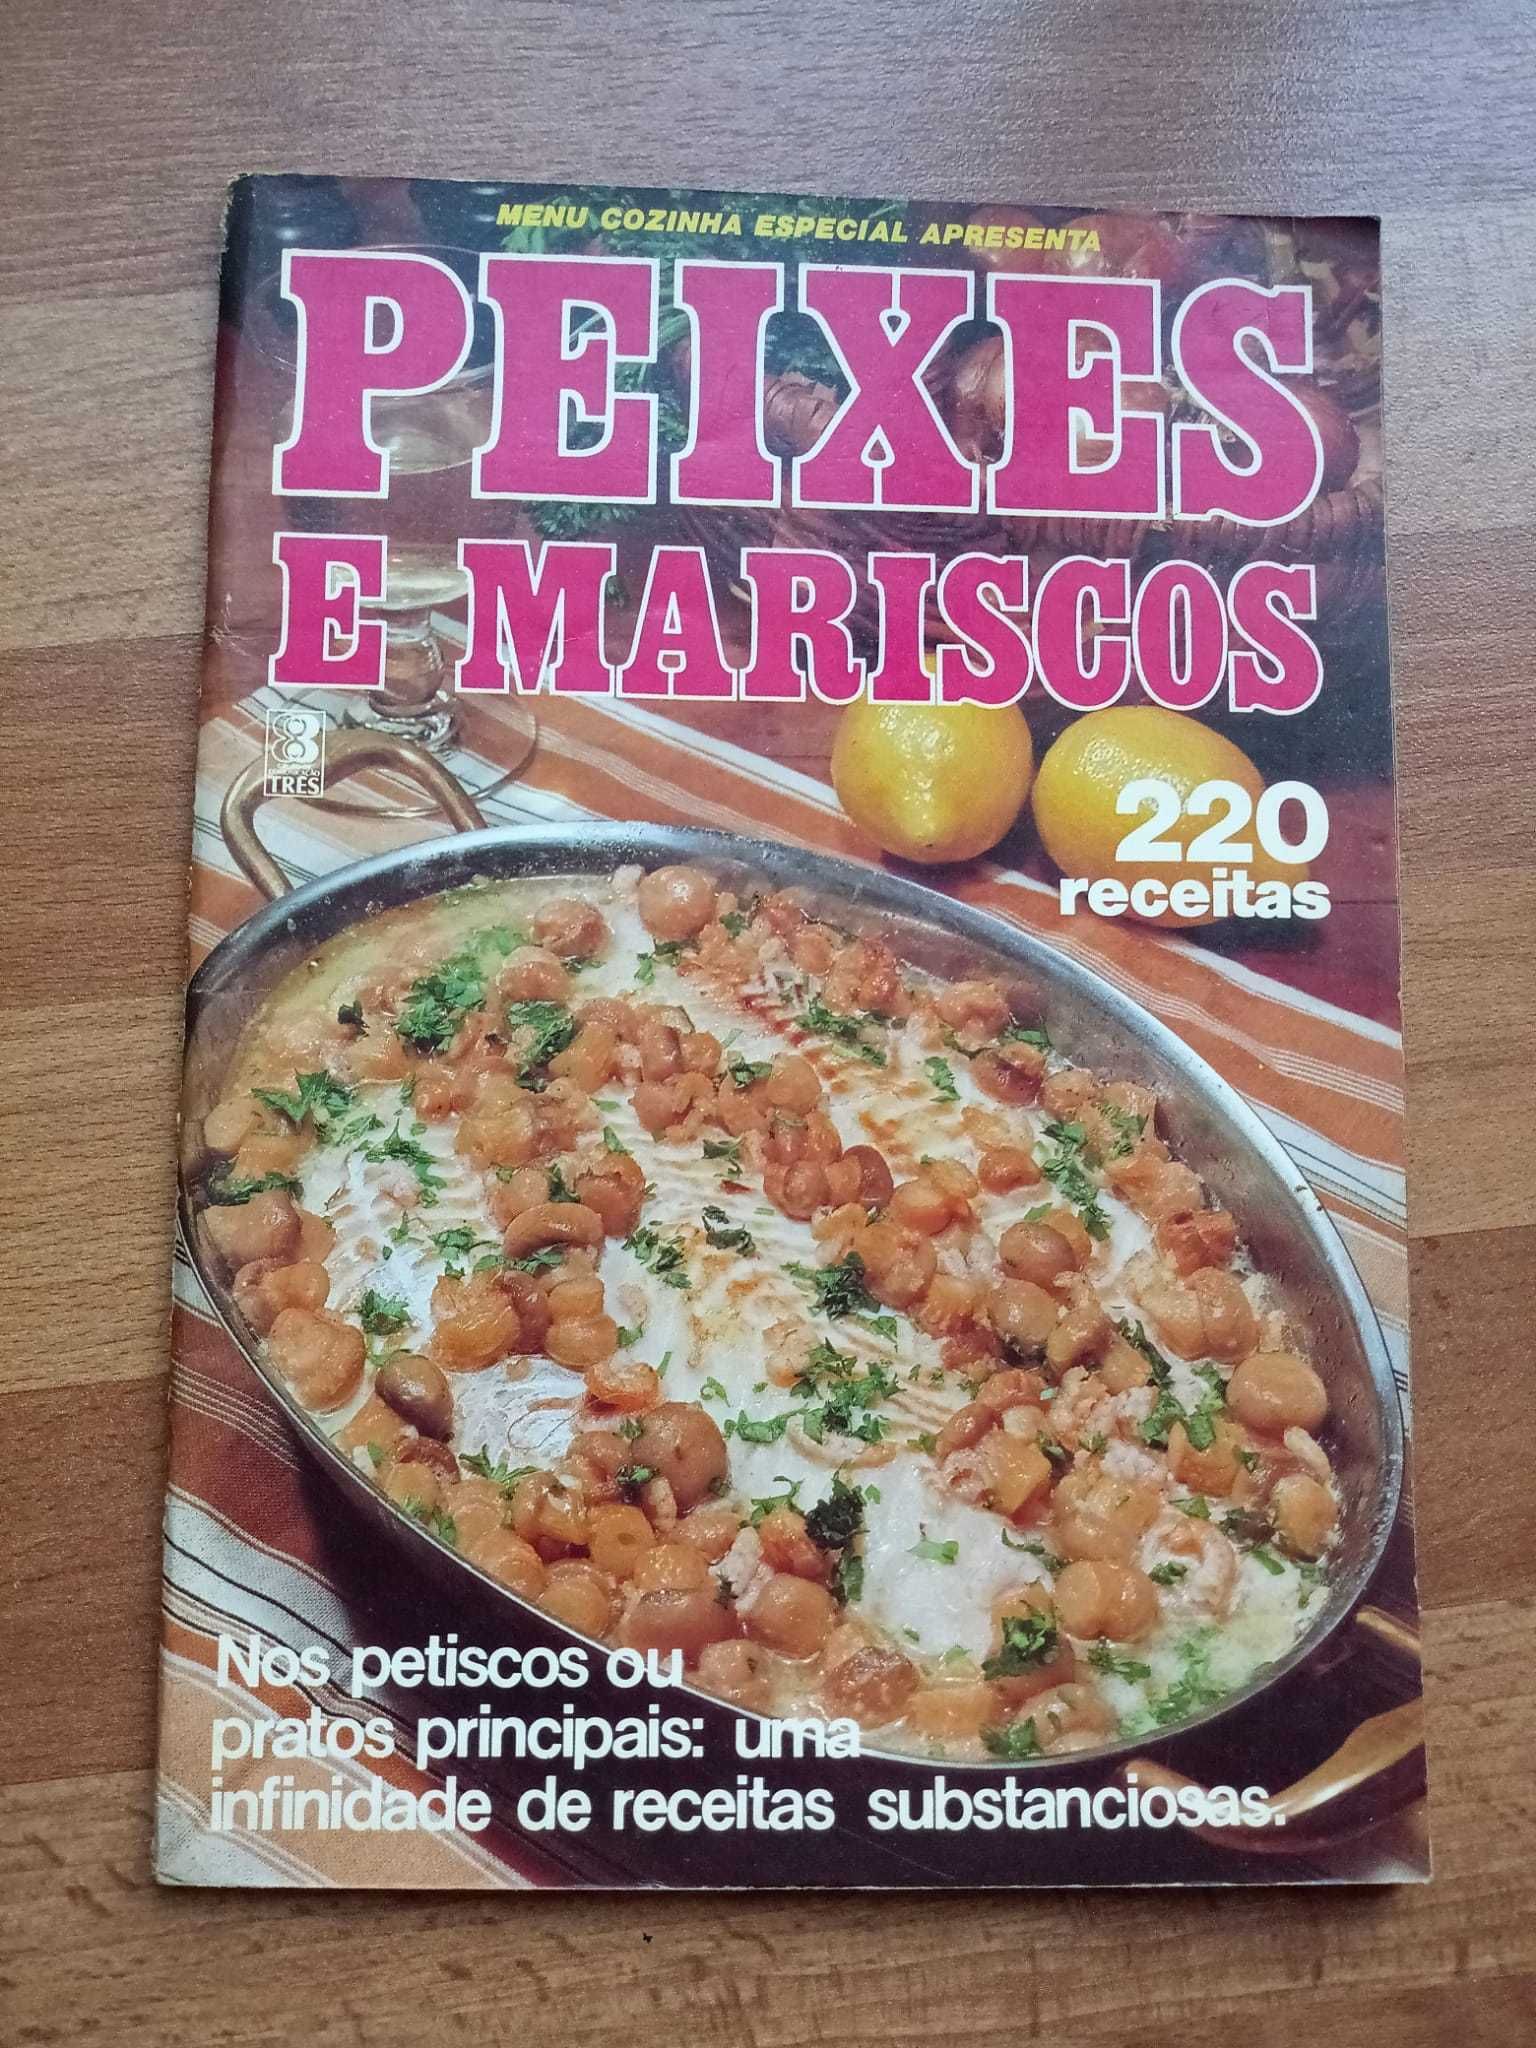 MENU COZINHA ESPECIAL APRESENTA
PEIXES
E MARISCOS
COMUNICAÇÃO
TRÊS
220
receitas
Nos petiscos ou
pratos principais: uma
infinidade de receitas substanciosas.